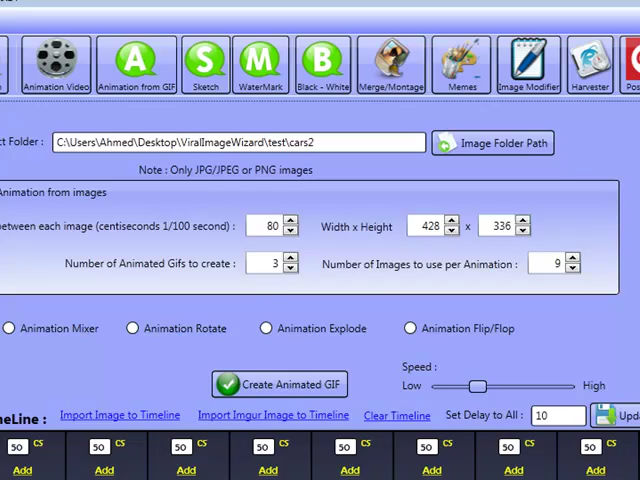 Animation Video
A
Animation from GIF
S
Sketch
M
WaterMark
B
Black - White
Merge/Montage
Memes
Image Modifier
Harvester
Pos
ct Folder :
C:\Users\Ahmed\Desktop\ViralImageWizard\test\cars2
Image Folder Path
Note : Only JPG/JPEG or PNG images
Animation from images
between each image (centiseconds 1/100 second) :
80
Width x Height
428
x
336
Number of Animated Gifs to create :
3
Number of Images to use per Animation :
9
Animation Mixer
Animation Rotate
Animation Explode
Animation Flip/Flop
Speed :
Create Animated GIF
Low
High
meLine :
Import Image to Timeline
Import Imgur Image to Timeline
Clear Timeline
Set Delay to All :
10
Upda
50 CS
50 CS
50 CS
50 CS
50 CS
50 CS
50 CS
50 CS
Add
Add
Add
Add
Add
Add
Add
Add